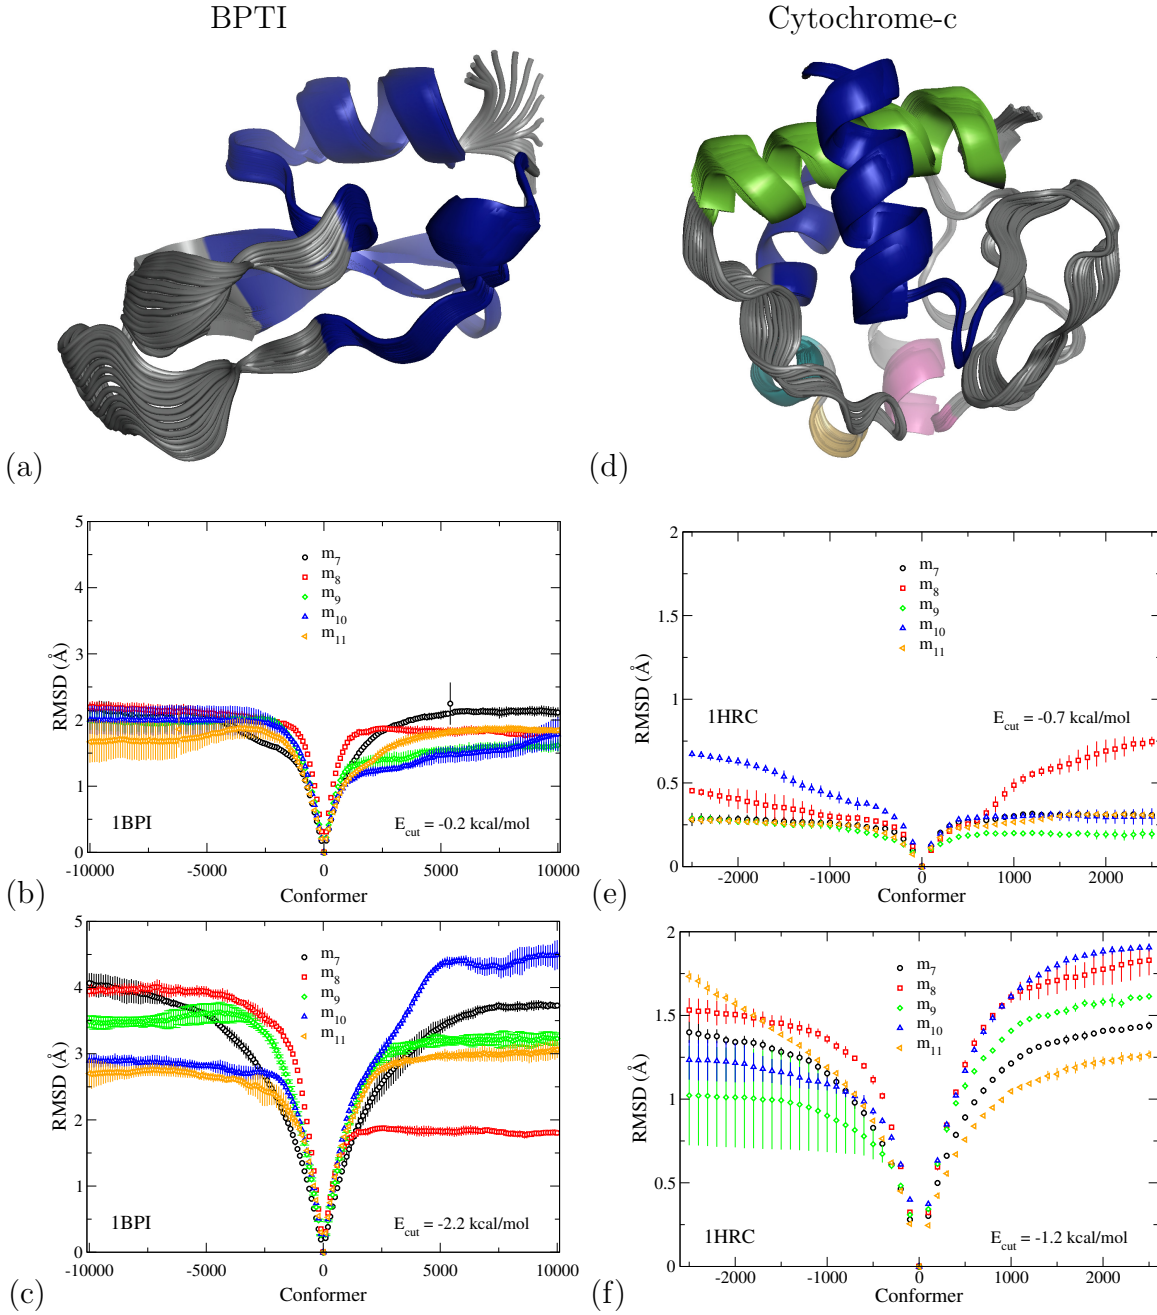 BPTI
Cytochrome-c
(a)
(d)
5
4
3
2
1
0
RMSD (Å)
m7
m8
m9
m10
m11
1BPI
Ecut = -0.2 kcal/mol
-10000 -5000 0 5000 10000
Conformer
(b)
2
1.5
1
0.5
0
RMSD (Å)
m7
m8
m9
m10
m11
1HRC
Ecut = -0.7 kcal/mol
-2000 -1000 0 1000 2000
Conformer
(e)
5
4
3
2
1
0
RMSD (Å)
m7
m8
m9
m10
m11
1BPI
Ecut = -2.2 kcal/mol
-10000 -5000 0 5000 10000
Conformer
(c)
2
1.5
1
0.5
0
RMSD (Å)
m7
m8
m9
m10
m11
1HRC
Ecut = -1.2 kcal/mol
-2000 -1000 0 1000 2000
Conformer
(f)